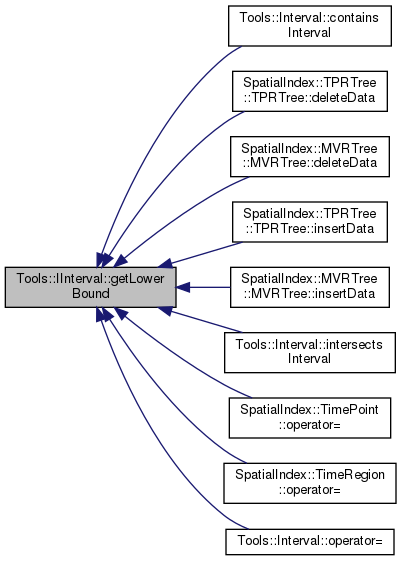 Tools::Interval::contains
Interval
SpatialIndex::TPRTree
::TPRTree::deleteData
SpatialIndex::MVRTree
::MVRTree::deleteData
SpatialIndex::TPRTree
::TPRTree::insertData
Tools::IInterval::getLower
Bound
SpatialIndex::MVRTree
::MVRTree::insertData
Tools::Interval::intersects
Interval
SpatialIndex::TimePoint
::operator=
SpatialIndex::TimeRegion
::operator=
Tools::Interval::operator=